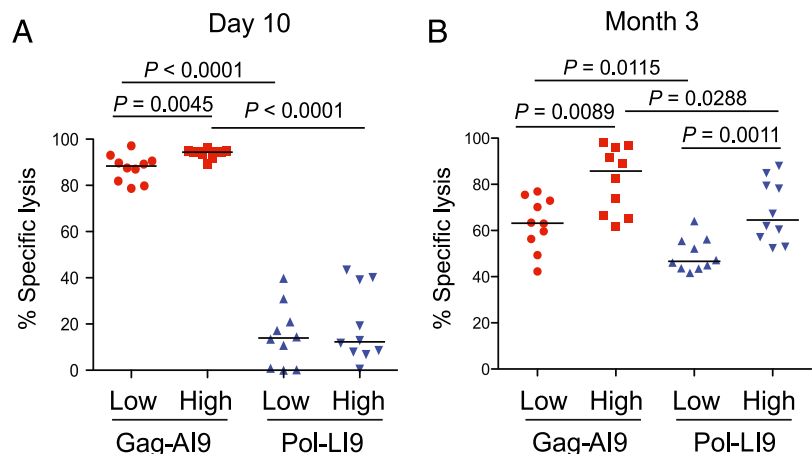 A
Day 10
P < 0.0001
P = 0.0045
P < 0.0001
% Specific lysis
100
80
60
40
20
0
Low High Low High
Gag-AI9 Pol-LI9
B
Month 3
P = 0.0115
P = 0.0089
P = 0.0288
P = 0.0011
% Specific lysis
100
80
60
40
20
0
Low High Low High
Gag-AI9 Pol-LI9